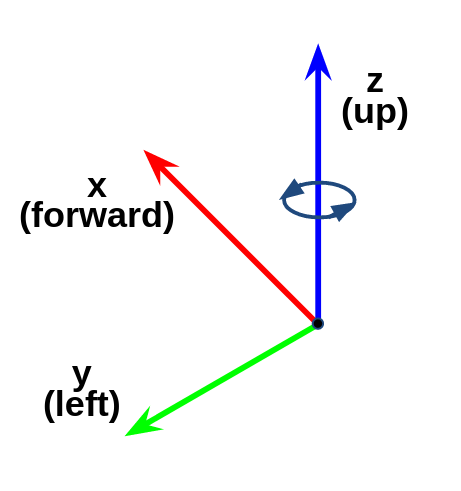 z
(up)
x
(forward)
y
(left)